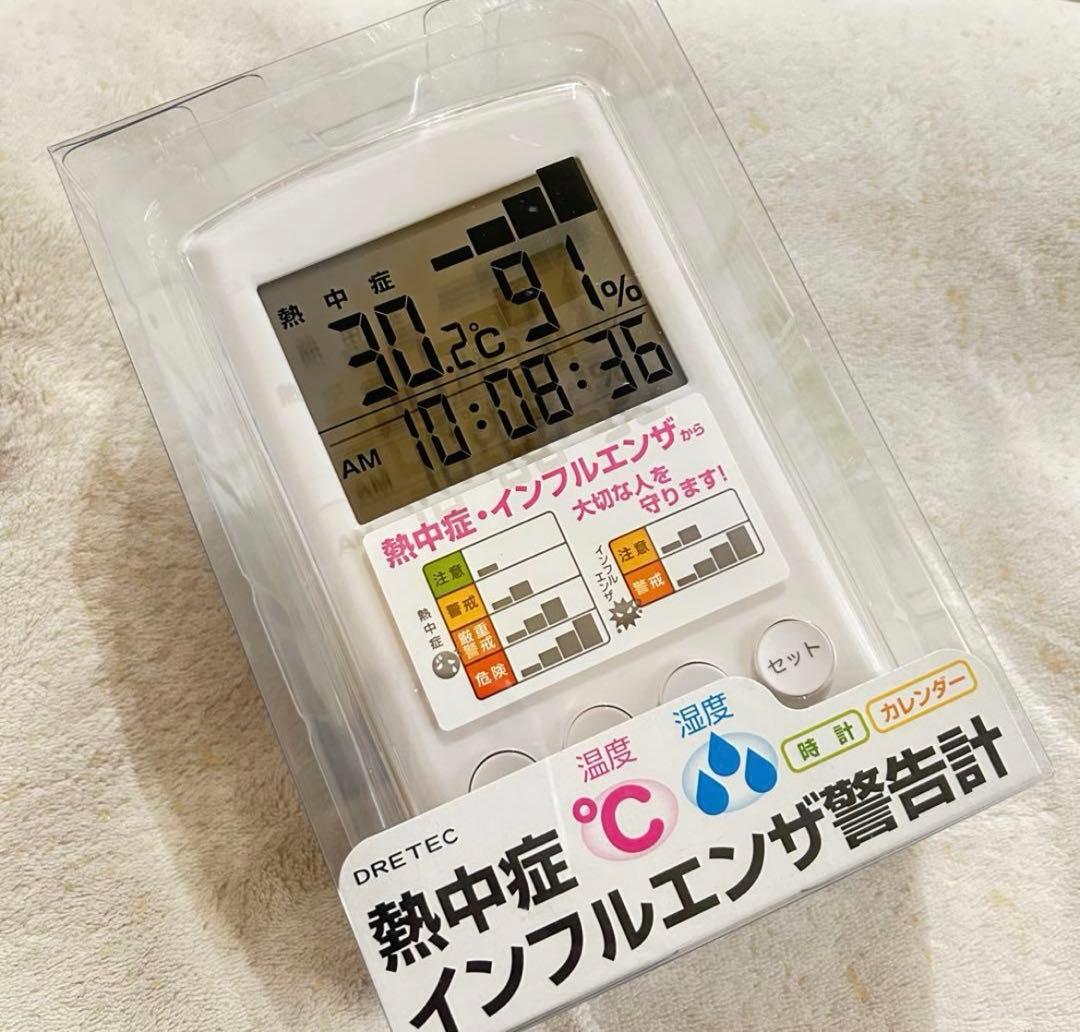 熱中症
30.2℃ 91%
AM 10:08:36
熱中症・インフルエンザから
大切な人を
守ります!
熱中症
注意
警戒
厳重
警戒
危険
インフルエンザ
注意
警戒
セット
温度
℃
湿度
時計
カレンダー
DRETEC
熱中症
インフルエンザ警告計